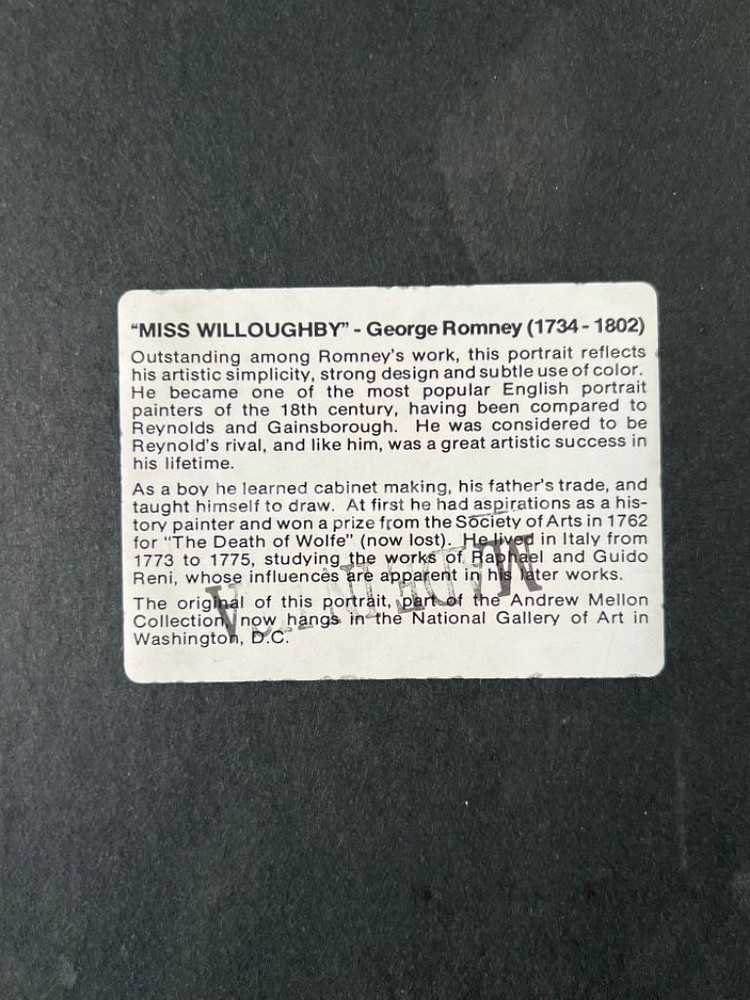 "MISS WILLOUGHBY" - George Romney (1734 - 1802)
Outstanding among Romney's work, this portrait reflects
his artistic simplicity, strong design and subtle use of color.
He became one of the most popular English portrait
painters of the 18th century, having been compared to
Reynolds and Gainsborough. He was considered to be
Reynold's rival, and like him, was a great artistic success in
his lifetime.
As a boy he learned cabinet making, his father's trade, and
taught himself to draw. At first he had aspirations as a his-
tory painter and won a prize from the Society of Arts in 1762
for "The Death of Wolfe" (now lost). He lived in Italy from
1773 to 1775, studying the works of Raphael and Guido
Reni, whose influences are apparent in his later works.
The original of this portrait, part of the Andrew Mellon
Collection, now hangs in the National Gallery of Art in
Washington, D.C.
MADE IN